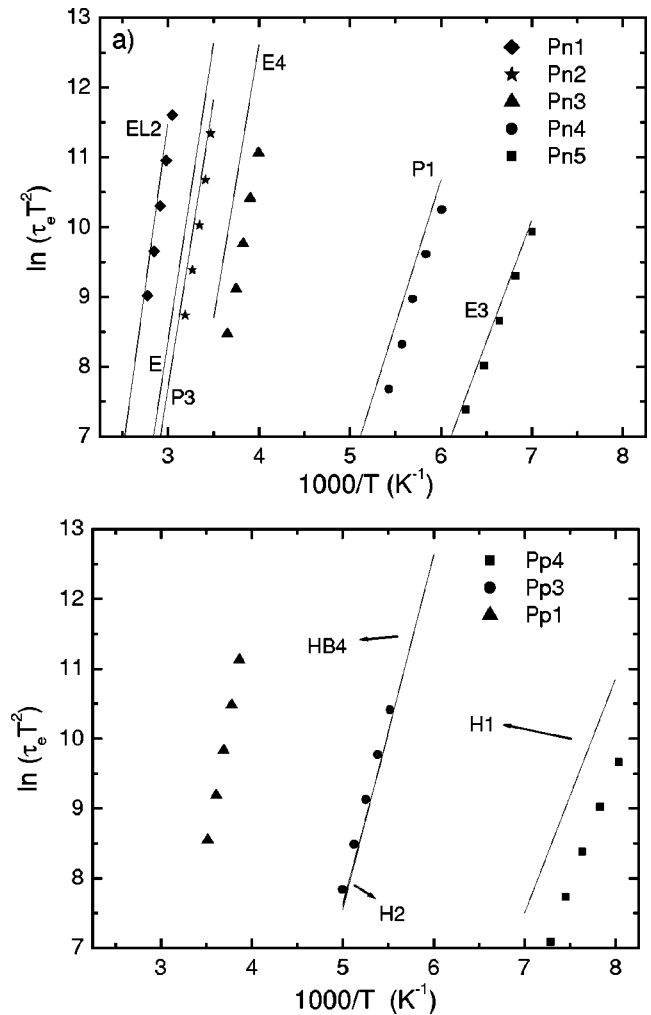 a)
Pn1
Pn2
Pn3
Pn4
Pn5
EL2
E4
P1
E3
E
P3
13
12
11
10
9
8
7
ln (τₑT²)
3 4 5 6 7 8
1000/T (K⁻¹)
Pp4
Pp3
Pp1
HB4
H1
H2
13
12
11
10
9
8
7
ln (τₑT²)
3 4 5 6 7 8
1000/T (K⁻¹)